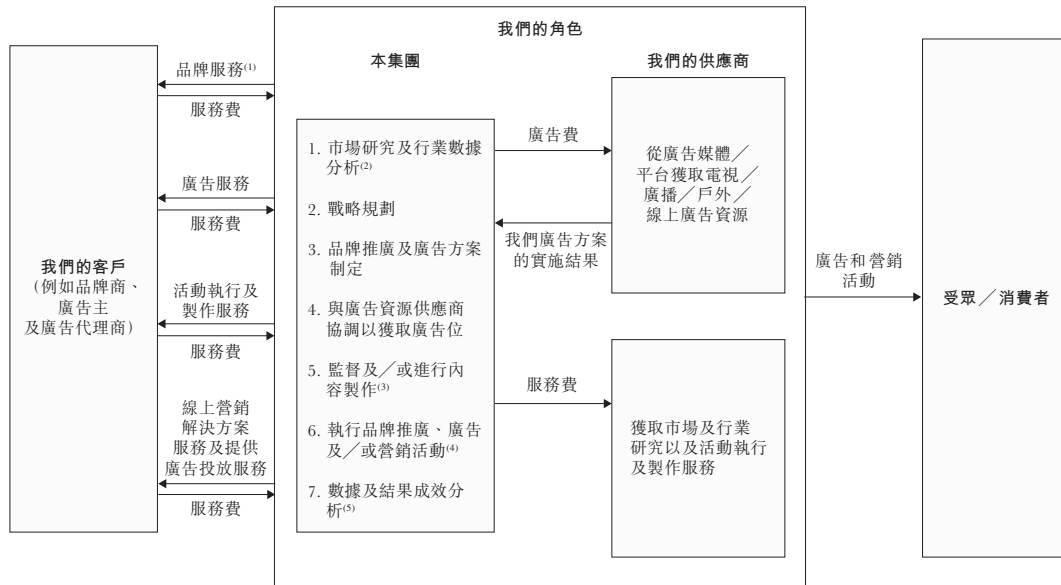 我們的角色
本集團
我們的供應商
品牌服務(1)
服務費
廣告服務
服務費
我們的客戶
(例如品牌商、
廣告主
及廣告代理商)
活動執行及
製作服務
服務費
線上營銷
解決方案
服務及提供
廣告投放服務
服務費
1. 市場研究及行業數據
分析(2)
2. 戰略規劃
3. 品牌推廣及廣告方案
制定
4. 與廣告資源供應商
協調以獲取廣告位
5. 監督及／或進行內
容製作(3)
6. 執行品牌推廣、廣告
及／或營銷活動(4)
7. 數據及結果成效分
析(5)
廣告費
我們廣告方案
的實施結果
服務費
從廣告媒體／
平台獲取電視／
廣播／戶外／
線上廣告資源
獲取市場及行業
研究以及活動執行
及製作服務
廣告和營銷
活動
受眾／消費者